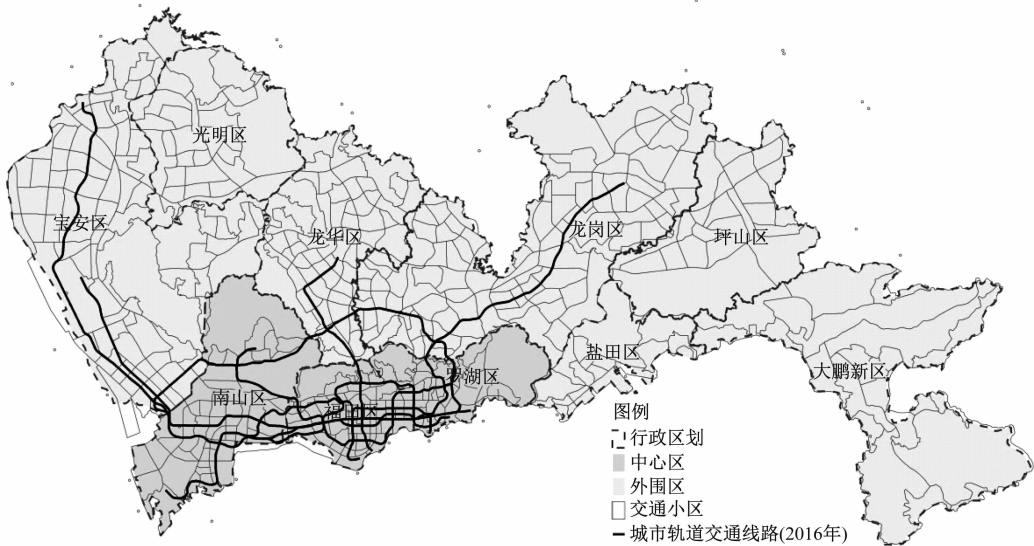 光明区
宝安区
龙华区
龙岗区
坪山区
盐田区
大鹏新区
罗湖区
南山区
福田区
图例
行政区划
中心区
外围区
交通小区
城市轨道交通线路(2016年)